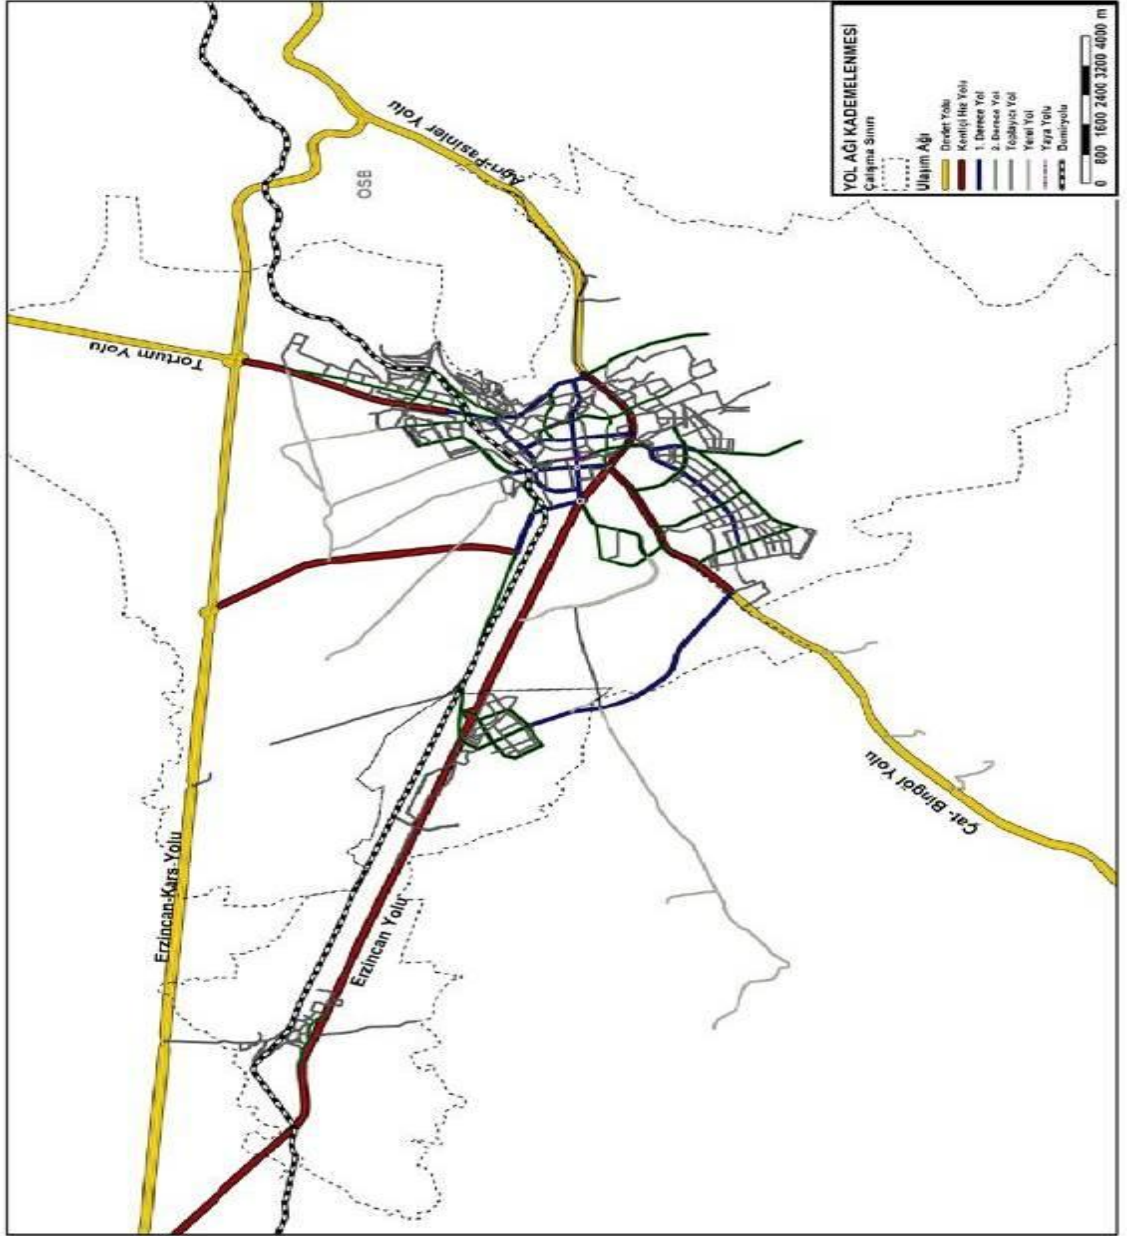 YOL AĞI KADEMELENMESİ
Çalışma Sınırı
Ulaşım Ağı
Devlet Yolu
Kentiçi Hız Yolu
1. Derece Yol
2. Derece Yol
Toplayıcı Yol
Yerel Yol
Yaya Yolu
Demiryolu
0 800 1600 2400 3200 4000 m
Ağrı-Pasinler Yolu
OSB
Tortum Yolu
Erzincan-Kars-Yolu
Erzincan Yolu
Çat- Bingöl Yolu